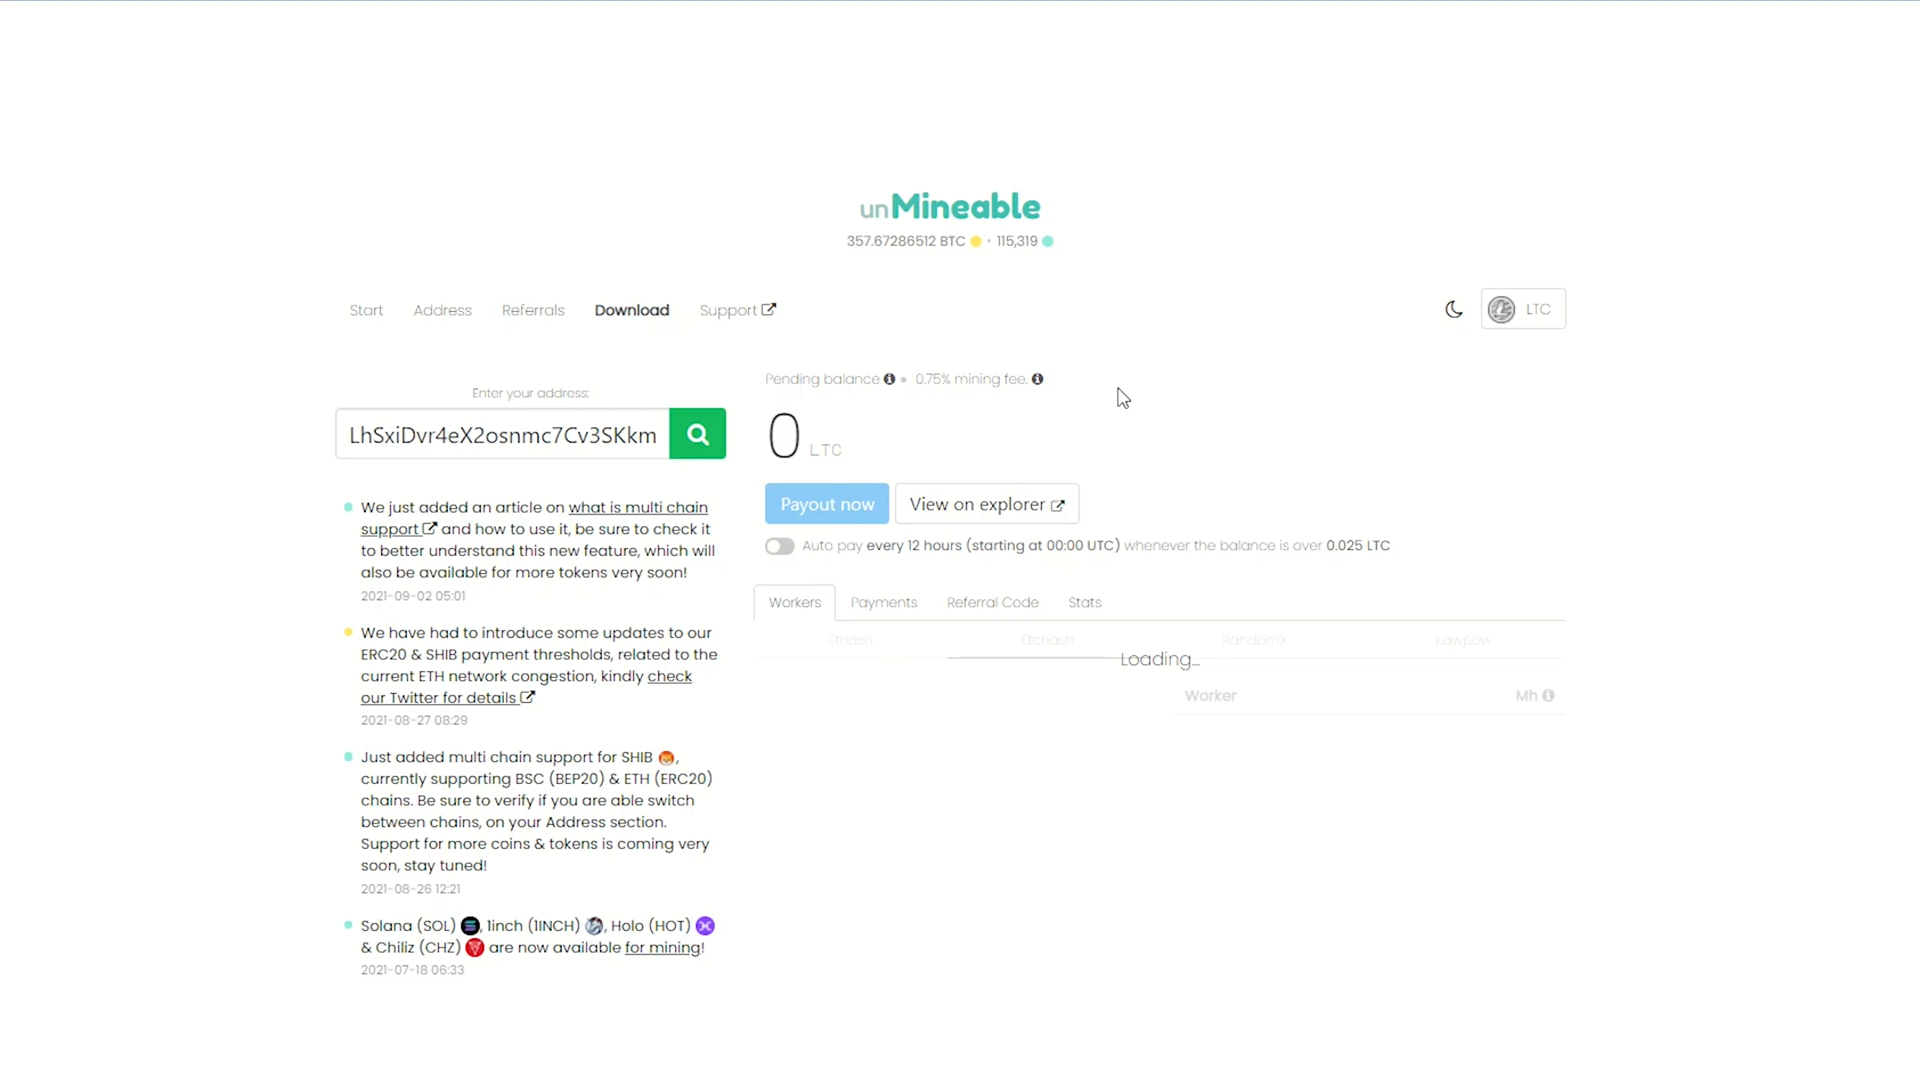 unMineable
357.67286512 BTC • 115,319
Start Address Referrals Download Support
LTC
Enter your address:
LhSxiDvr4eX2osnmc7Cv3SKkm
We just added an article on what is multi chain
support and how to use it, be sure to check it
to better understand this new feature, which will
also be available for more tokens very soon!
2021-09-02 05:01
We have had to introduce some updates to our
ERC20 & SHIB payment thresholds, related to the
current ETH network congestion, kindly check
our Twitter for details
2021-08-27 08:29
Just added multi chain support for SHIB ,
currently supporting BSC (BEP20) & ETH (ERC20)
chains. Be sure to verify if you are able switch
between chains, on your Address section.
Support for more coins & tokens is coming very
soon, stay tuned!
2021-08-26 12:21
Solana (SOL) , 1inch (1INCH) , Holo (HOT)
& Chiliz (CHZ) are now available for mining!
2021-07-18 06:33
Pending balance • 0.75% mining fee.
0 LTC
Payout now View on explorer
Auto pay every 12 hours (starting at 00:00 UTC) whenever the balance is over 0.025 LTC
Workers Payments Referral Code Stats
Ethash Etchash RandomX Kawpow
Loading...
Worker Mh